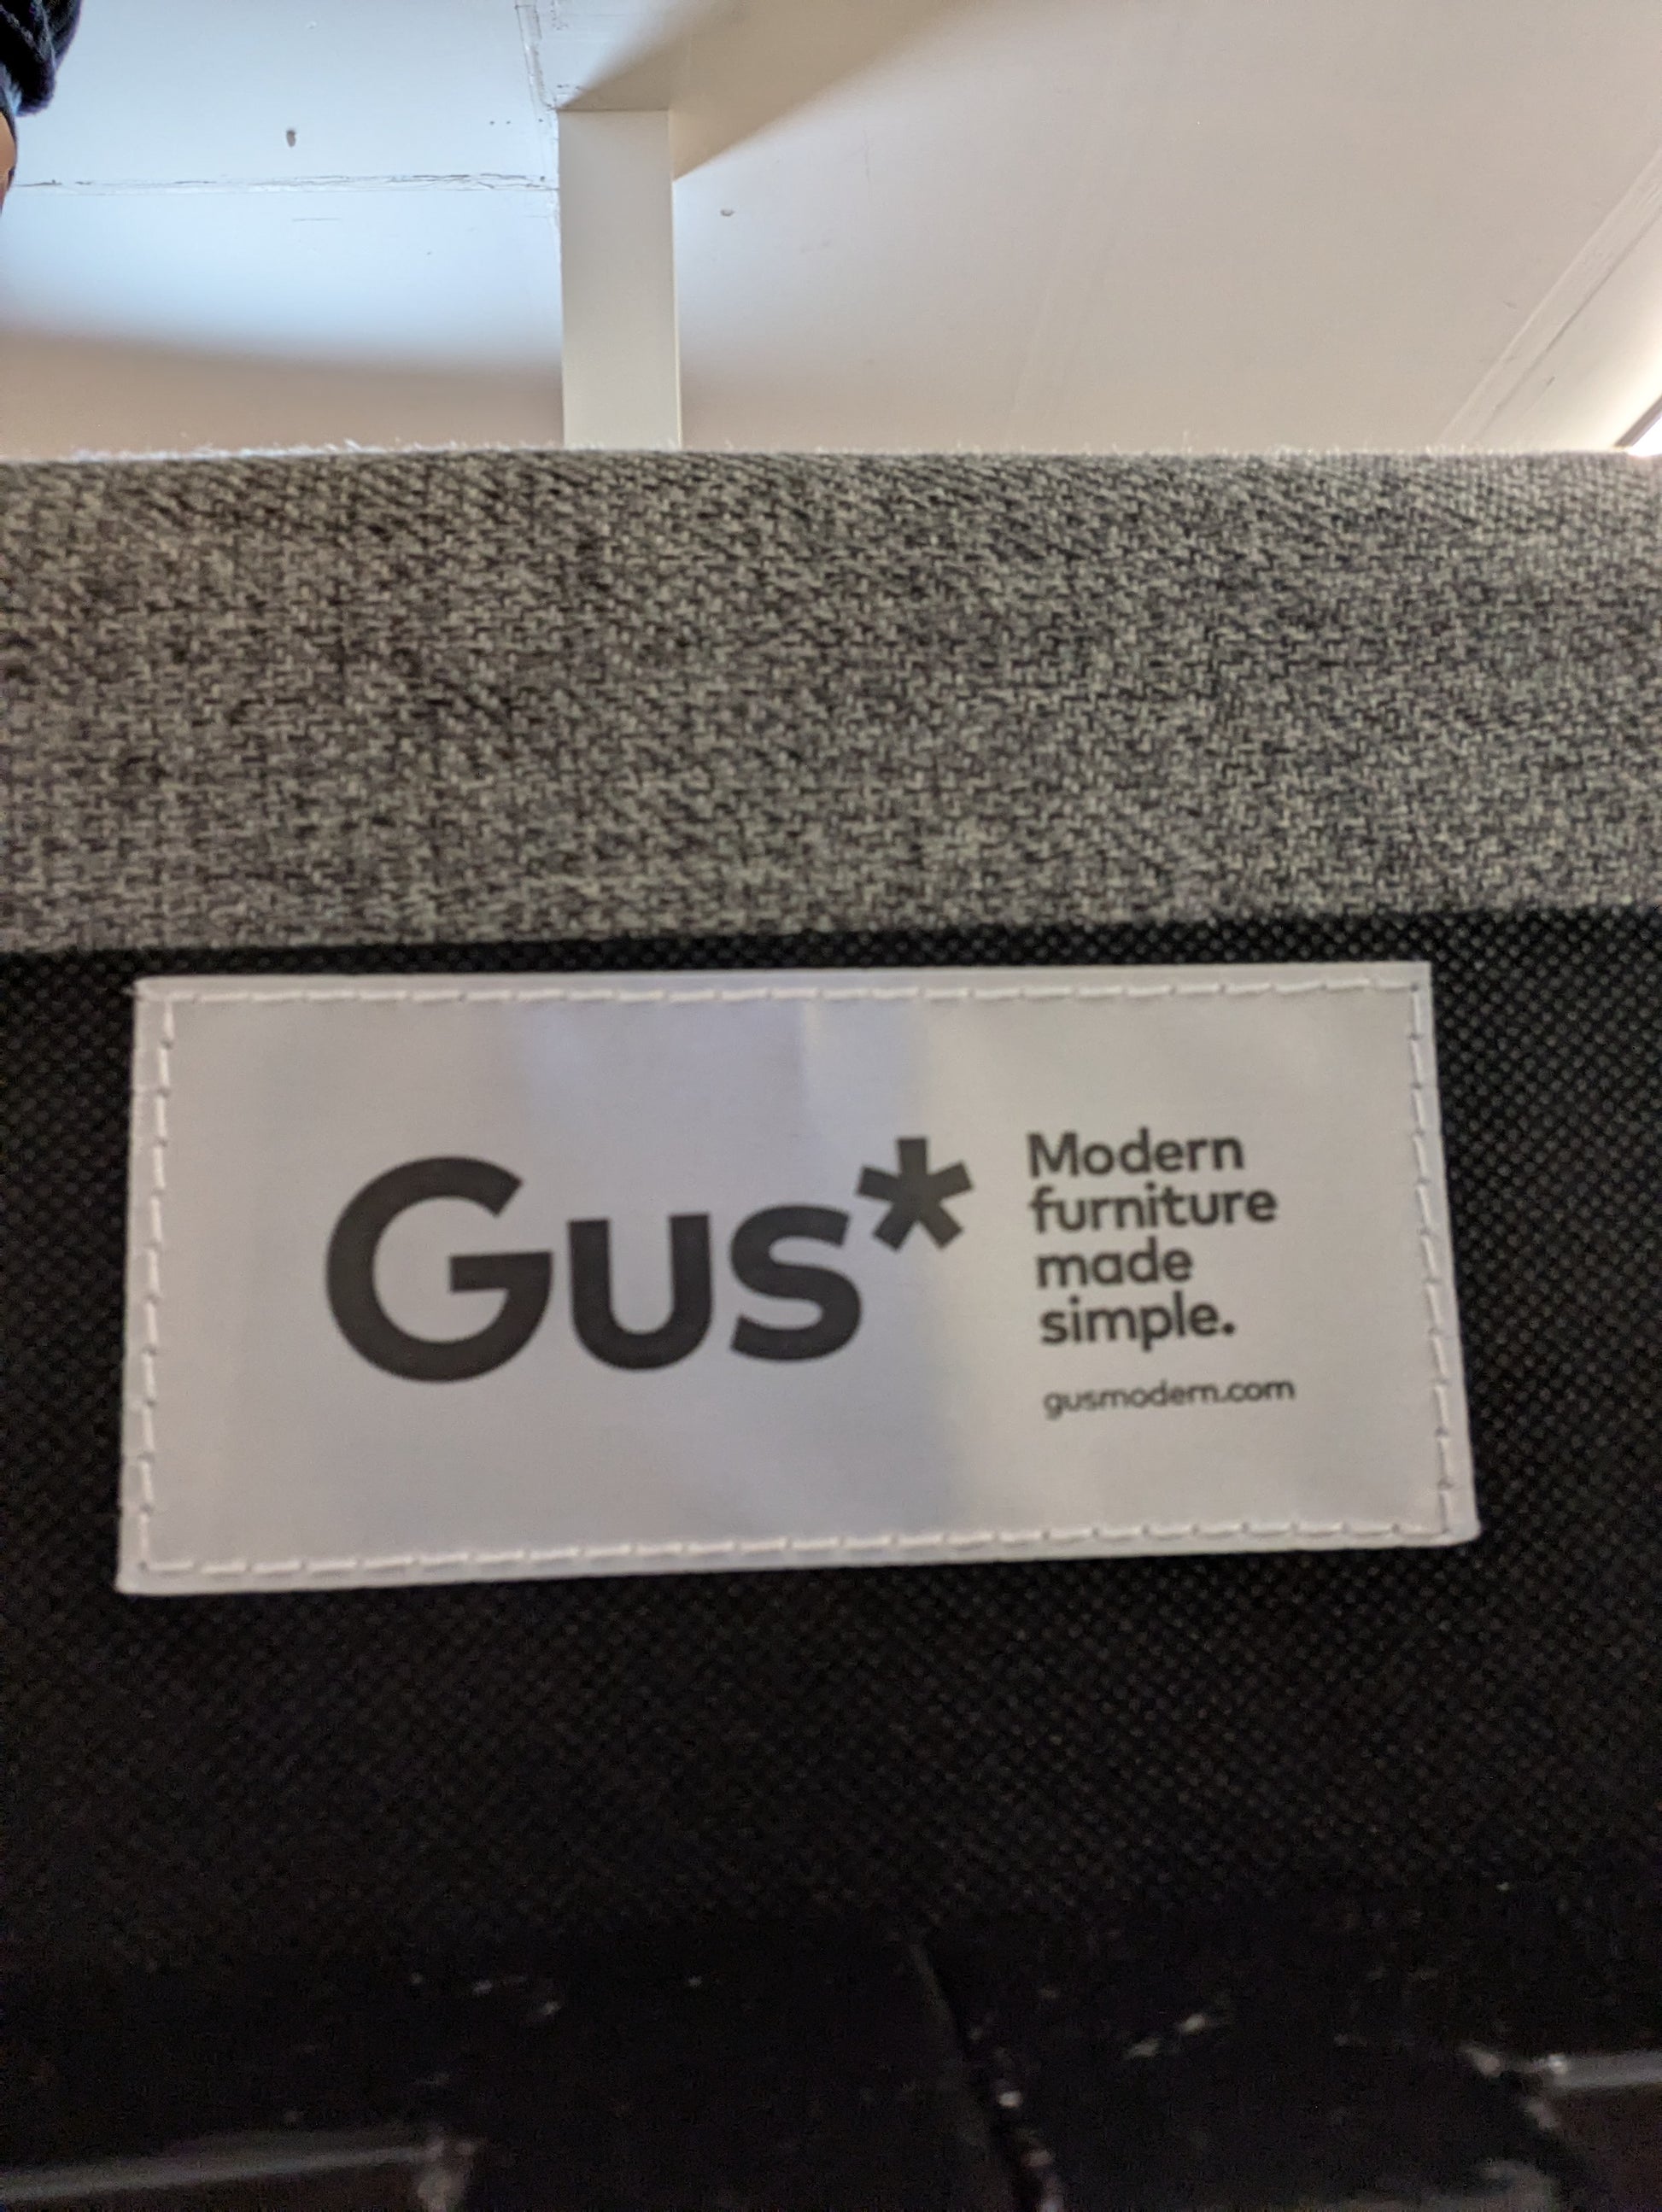 Gus*
Modern
furniture
made
simple.
gusmodern.com